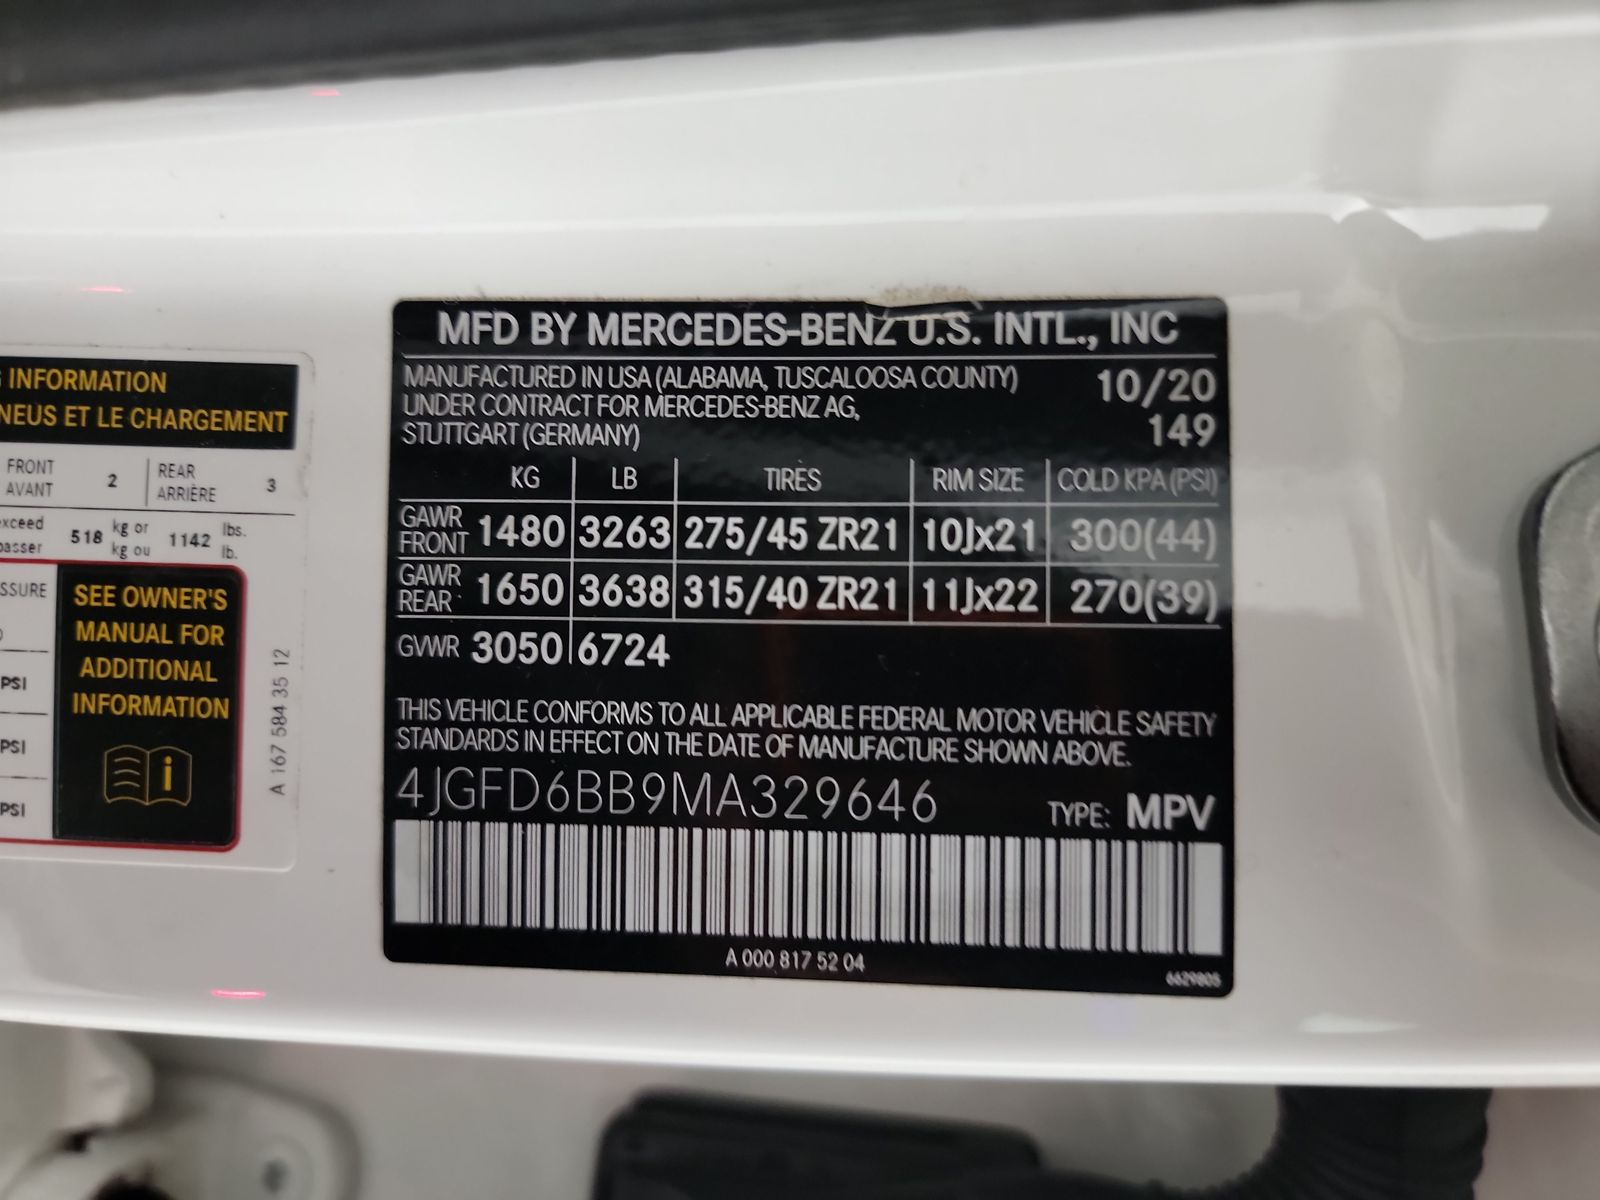 INFORMATION
NEUS ET LE CHARGEMENT
FRONT
AVANT
2
REAR
ARRIÈRE
3
exceed
passer
518
kg or
kg ou
1142
lbs.
lb.
SSURE
PSI
PSI
PSI
SEE OWNER'S
MANUAL FOR
ADDITIONAL
INFORMATION
i
A 167 584 35 12
MFD BY MERCEDES-BENZ U.S. INTL., INC
MANUFACTURED IN USA (ALABAMA, TUSCALOOSA COUNTY) 10/20
UNDER CONTRACT FOR MERCEDES-BENZ AG,
STUTTGART (GERMANY) 149
KG LB TIRES RIM SIZE COLD KPA (PSI)
GAWR
FRONT 1480 3263 275/45 ZR21 10Jx21 300(44)
GAWR
REAR 1650 3638 315/40 ZR21 11Jx22 270(39)
GVWR 3050 6724
THIS VEHICLE CONFORMS TO ALL APPLICABLE FEDERAL MOTOR VEHICLE SAFETY
STANDARDS IN EFFECT ON THE DATE OF MANUFACTURE SHOWN ABOVE.
4JGFD6BB9MA329646 TYPE: MPV
A 000 817 52 04
6629805